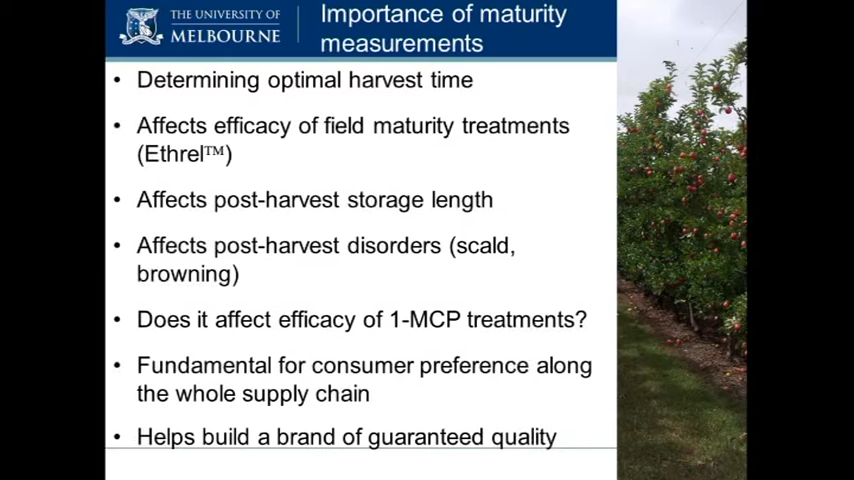 THE UNIVERSITY OF
MELBOURNE
Importance of maturity
measurements
• Determining optimal harvest time
• Affects efficacy of field maturity treatments
(Ethrel™)
• Affects post-harvest storage length
• Affects post-harvest disorders (scald,
browning)
• Does it affect efficacy of 1-MCP treatments?
• Fundamental for consumer preference along
the whole supply chain
• Helps build a brand of guaranteed quality